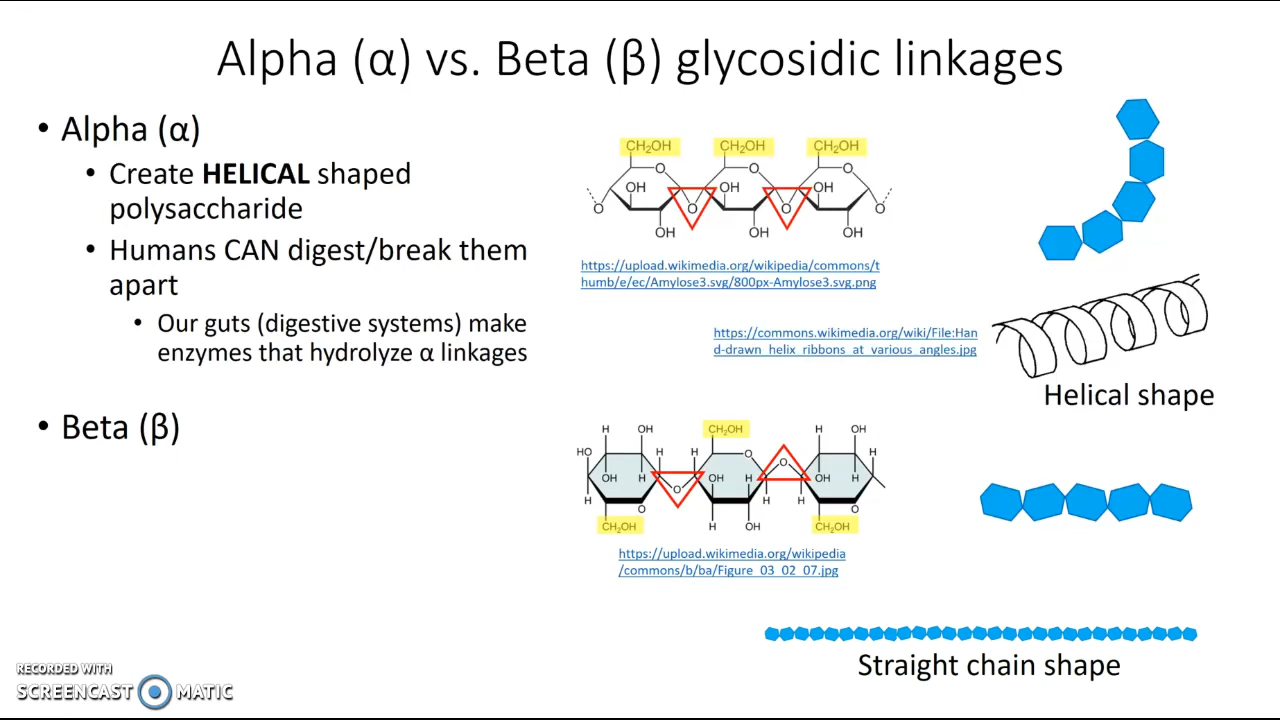 Alpha (α) vs. Beta (β) glycosidic linkages
• Alpha (α)
• Create HELICAL shaped
polysaccharide
• Humans CAN digest/break them
apart
• Our guts (digestive systems) make
enzymes that hydrolyze α linkages
• Beta (β)
CH₂OH CH₂OH CH₂OH
O O O
OH OH OH
O O O O
OH OH OH
https://upload.wikimedia.org/wikipedia/commons/t
humb/e/ec/Amylose3.svg/800px-Amylose3.svg.png
https://commons.wikimedia.org/wiki/File:Han
d-drawn_helix_ribbons_at_various_angles.jpg
Helical shape
H OH CH₂OH H OH
HO H H O O H
OH H OH H OH H
H O H H O
CH₂OH H OH CH₂OH
https://upload.wikimedia.org/wikipedia
/commons/b/ba/Figure_03_02_07.jpg
Straight chain shape
RECORDED WITH
SCREENCAST MATIC